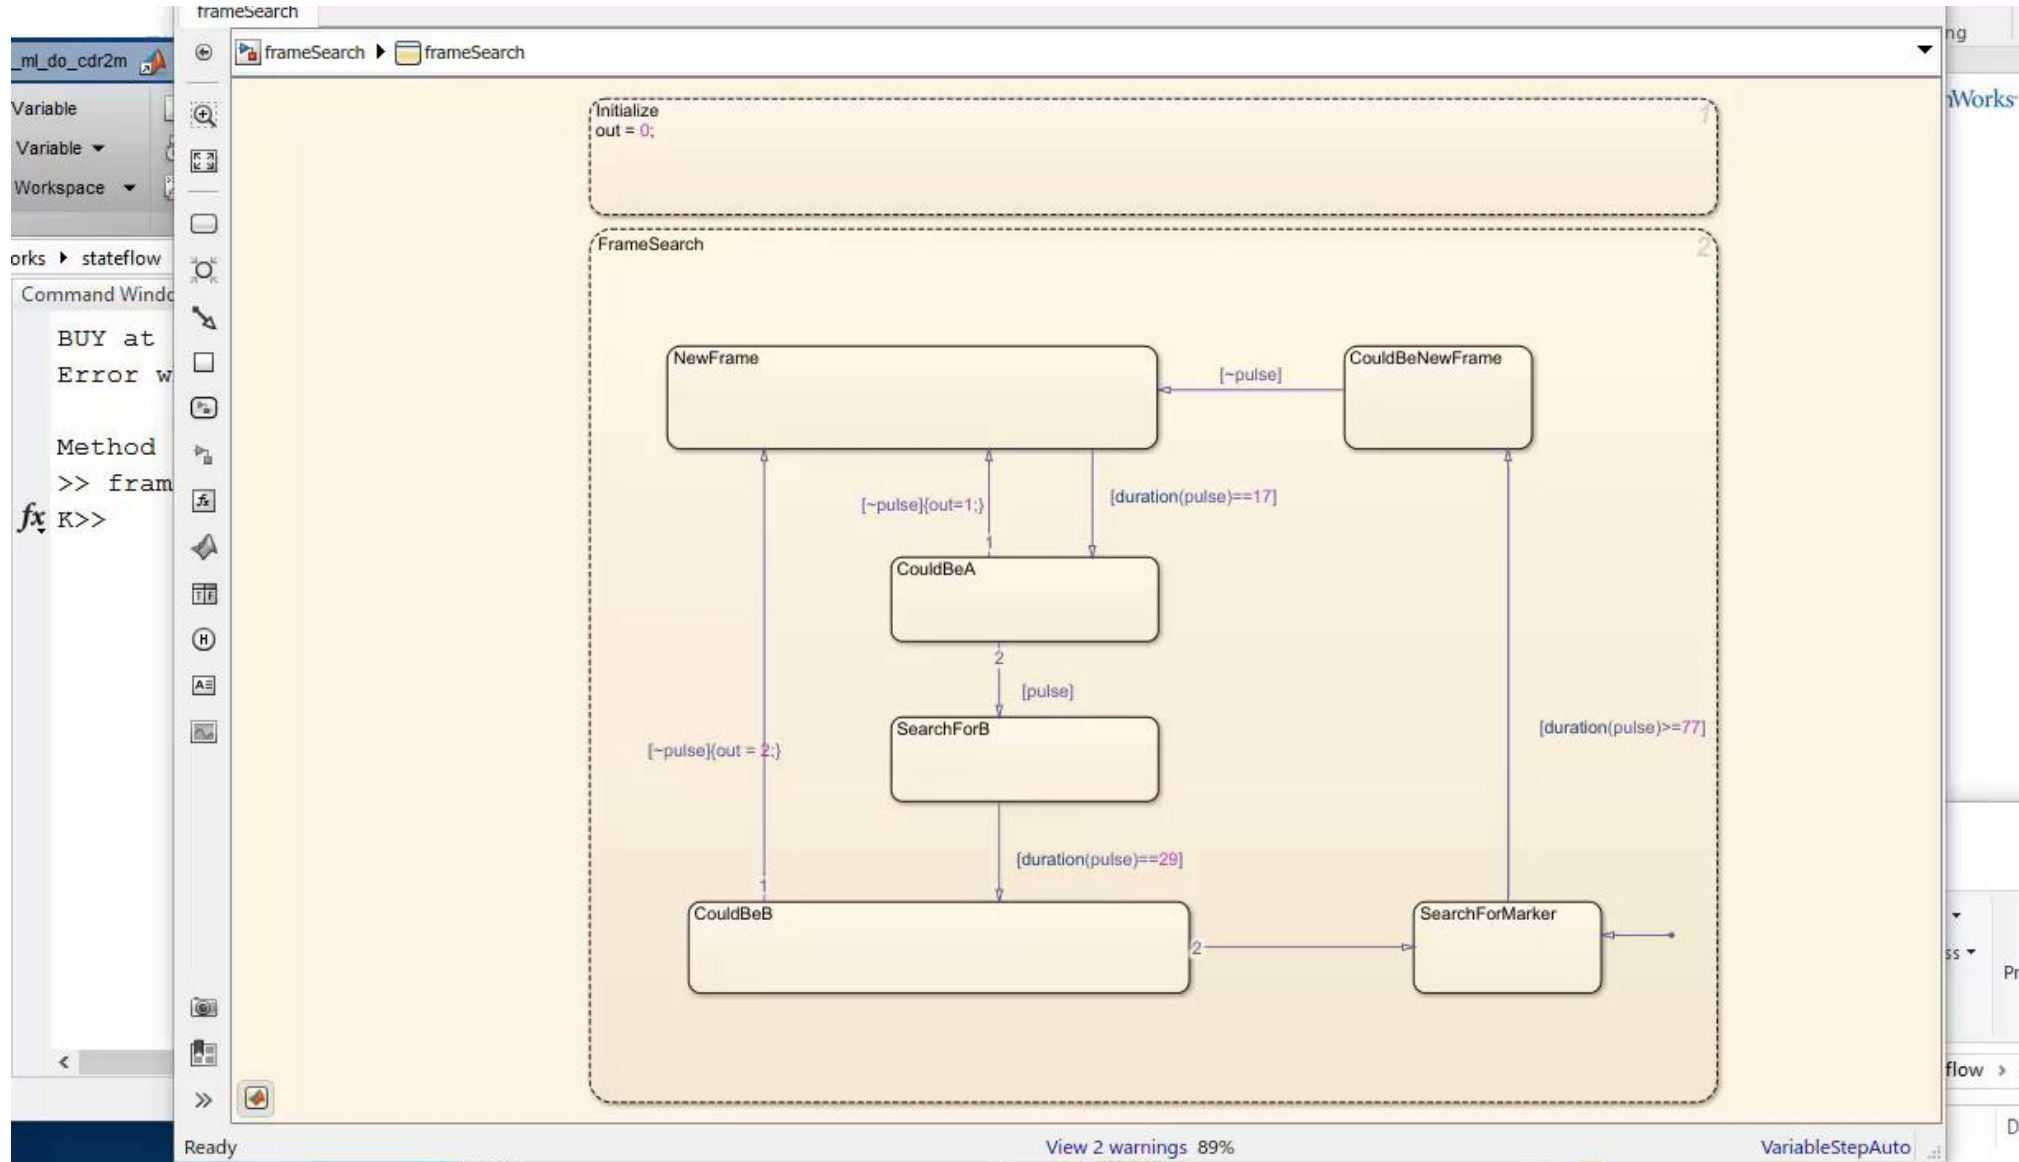 frameSearch
frameSearch
frameSearch
_ml_do_cdr2m
Variable
Variable
Workspace
orks
stateflow
Command Windo
BUY at
Error w
Method
>> fram
fx
K>>
Initialize
1
out = 0;
FrameSearch
2
NewFrame
CouldBeNewFrame
[~pulse]
[~pulse]{out=1;}
[duration(pulse)==17]
1
CouldBeA
2
[pulse]
SearchForB
[duration(pulse)>=77]
[~pulse]{out = 2;}
[duration(pulse)==29]
1
CouldBeB
SearchForMarker
2
Ready
View 2 warnings
89%
VariableStepAuto
ng
Works
ss
Pr
flow
D